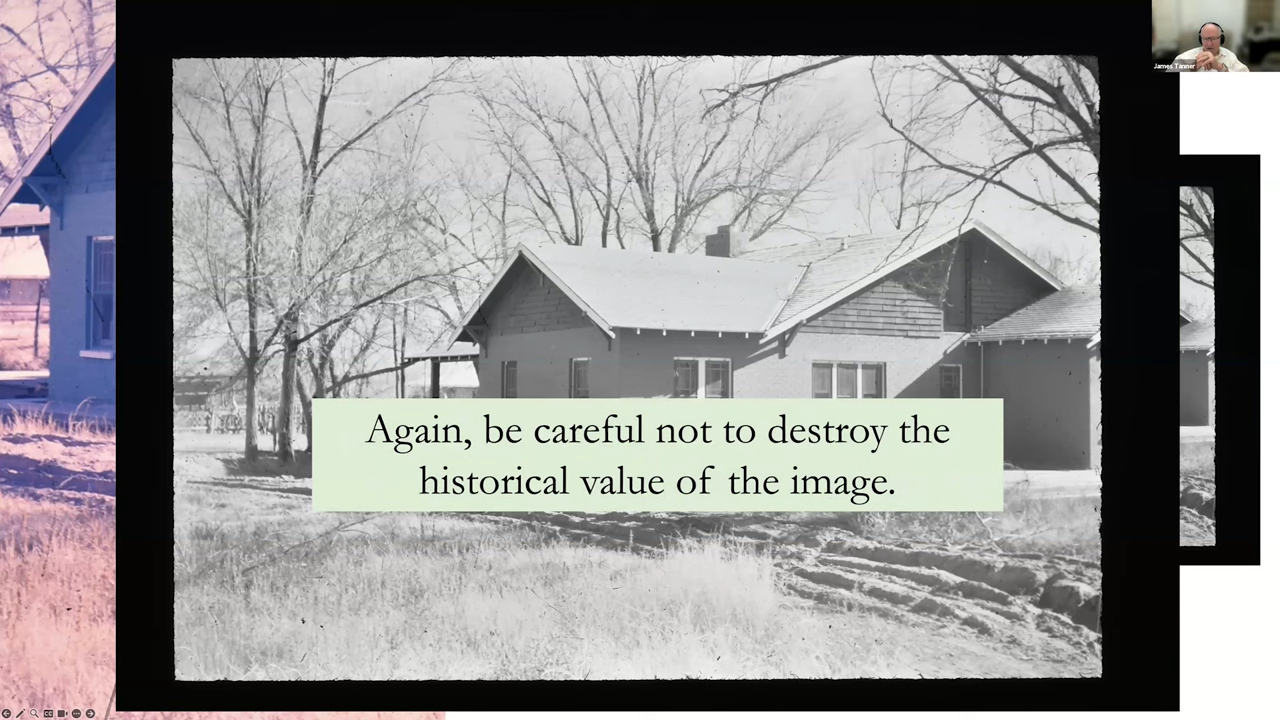 James Tanner
Again, be careful not to destroy the
historical value of the image.